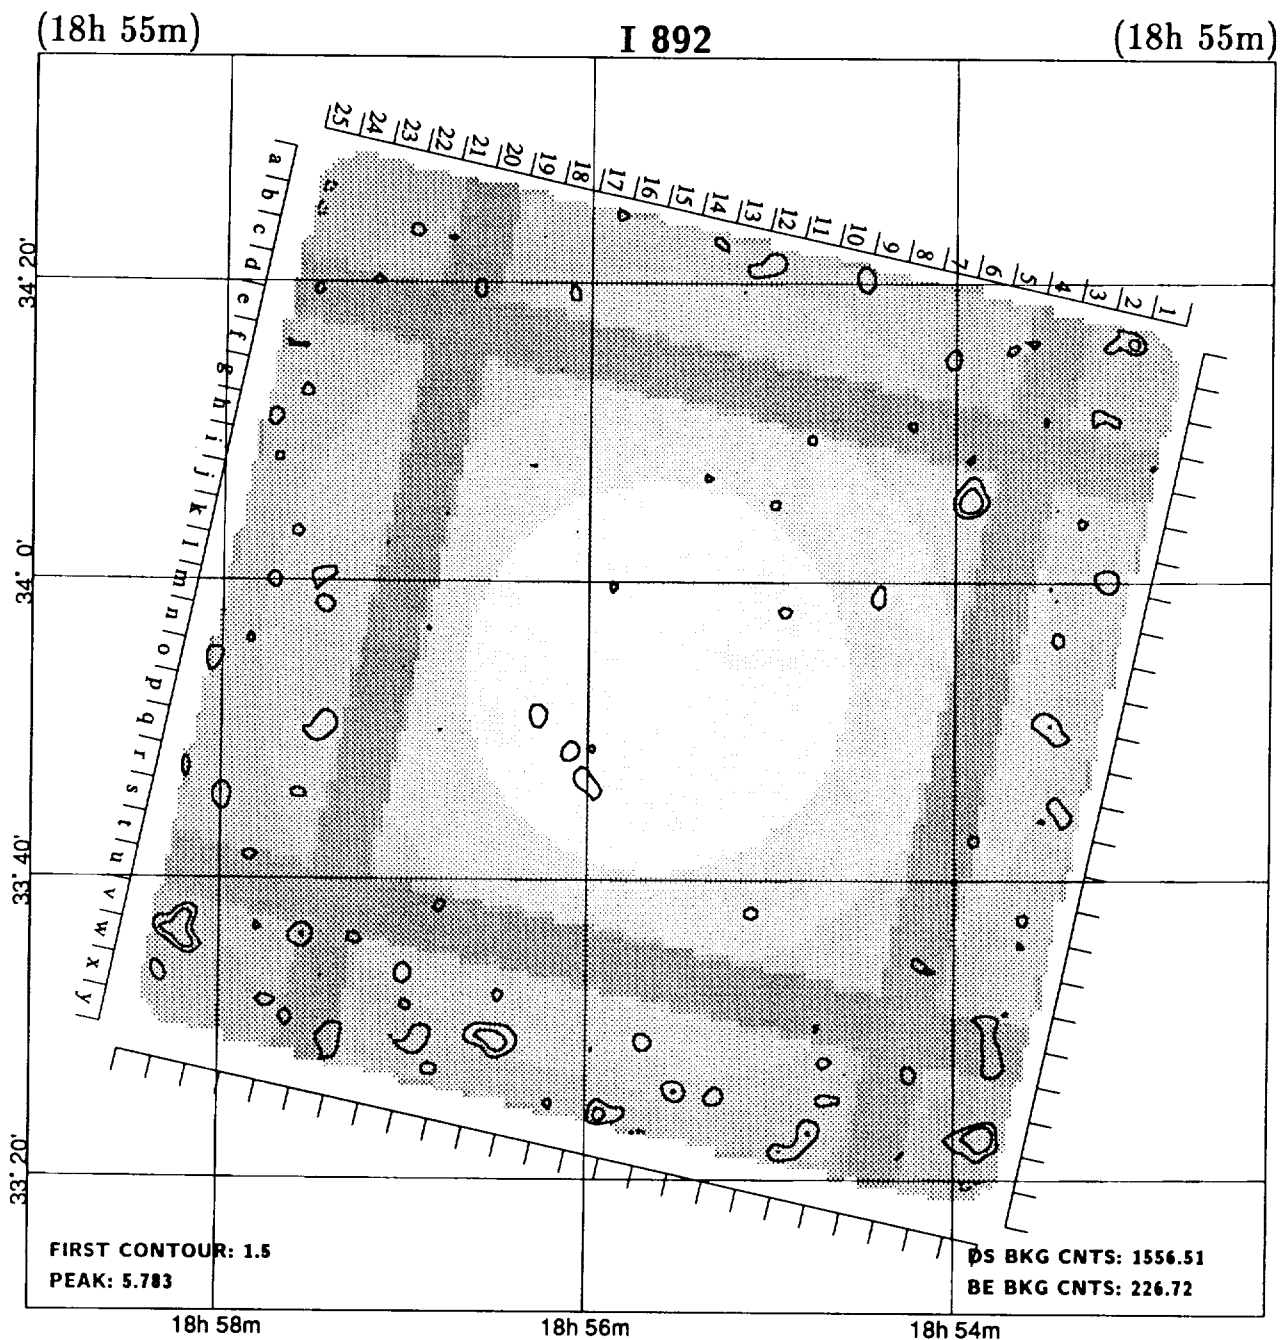 (18h 55m) I 892 (18h 55m)
25 24 23 22 21 20 19 18 17 16 15 14 13 12 11 10 9 8 7 6 5 4 3 2 1
a b c d e f g h i j k l m n o p q r s t u v w x y
34° 20'
34° 0'
33° 40'
33° 20'
FIRST CONTOUR: 1.5
PEAK: 5.783
DS BKG CNTS: 1556.51
BE BKG CNTS: 226.72
18h 58m 18h 56m 18h 54m